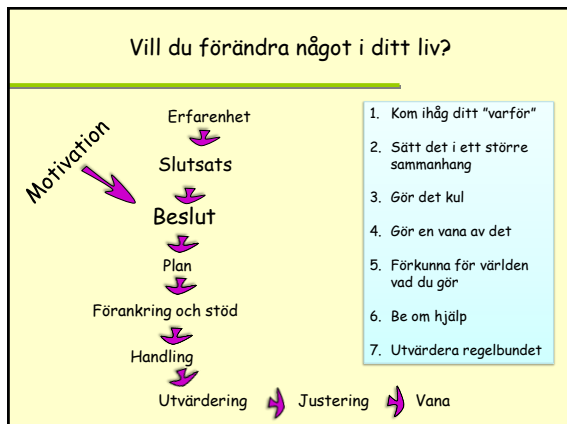 Vill du förändra något i ditt liv?
Motivation
Erfarenhet
Slutsats
Beslut
Plan
Förankring och stöd
Handling
Utvärdering
Justering
Vana
1. Kom ihåg ditt ”varför”
2. Sätt det i ett större
sammanhang
3. Gör det kul
4. Gör en vana av det
5. Förkunna för världen
vad du gör
6. Be om hjälp
7. Utvärdera regelbundet